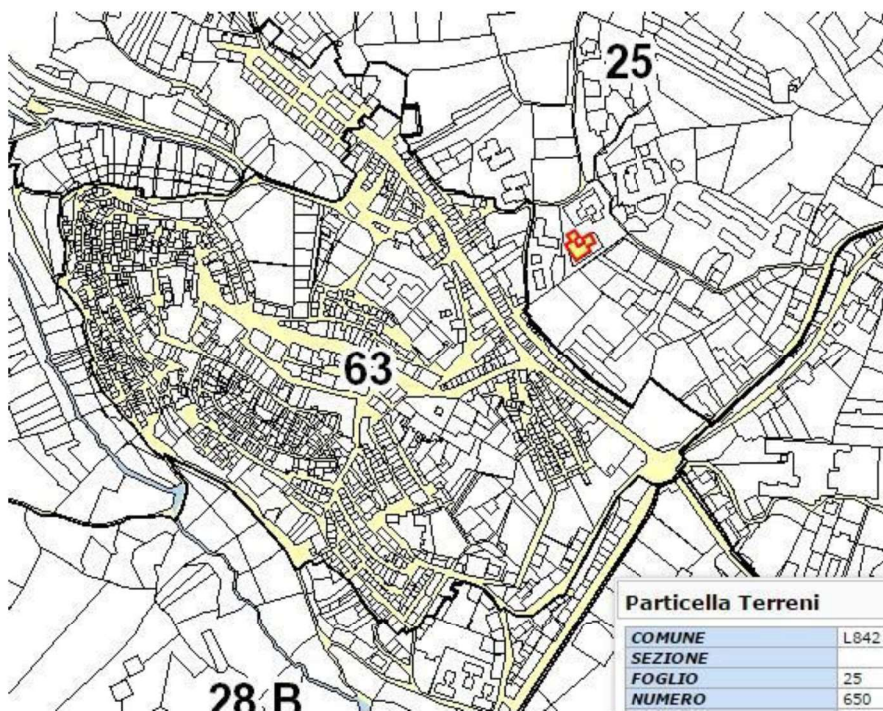 25
63
28 B
Particella Terreni
COMUNE L842
SEZIONE
FOGLIO 25
NUMERO 650